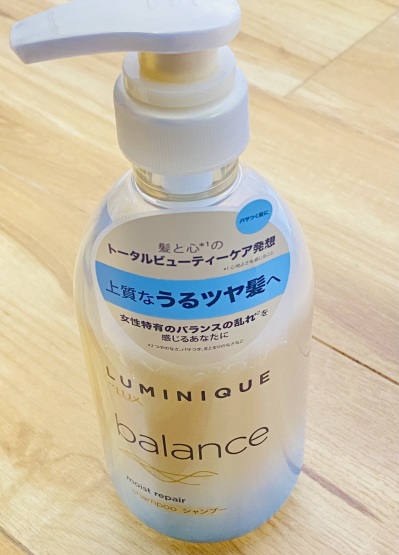 パサつく髪に
髪と心*1の
トータルビューティーケア発想
上質なうるツヤ髪へ
女性特有のバランスの乱れ*2を
感じるあなたに
LUMINIQUE
LUX
balance
moist repair
shampoo シャンプー